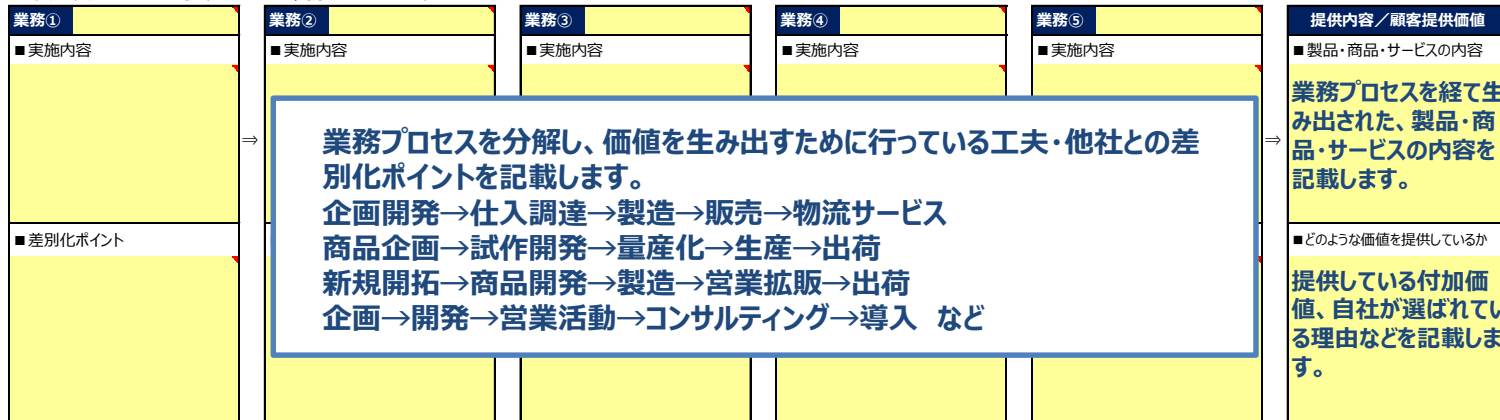 業務①
業務②
業務③
業務④
業務⑤
提供内容／顧客提供価値
■実施内容
■実施内容
■実施内容
■実施内容
■実施内容
■製品・商品・サービスの内容
業務プロセスを経て生
み出された、製品・商
品・サービスの内容を
記載します。
⇒
⇒
業務プロセスを分解し、価値を生み出すために行っている工夫・他社との差
別化ポイントを記載します。
企画開発→仕入調達→製造→販売→物流サービス
商品企画→試作開発→量産化→生産→出荷
新規開拓→商品開発→製造→営業拡販→出荷
企画→開発→営業活動→コンサルティング→導入 など
■差別化ポイント
■どのような価値を提供しているか
提供している付加価
値、自社が選ばれてい
る理由などを記載しま
す。